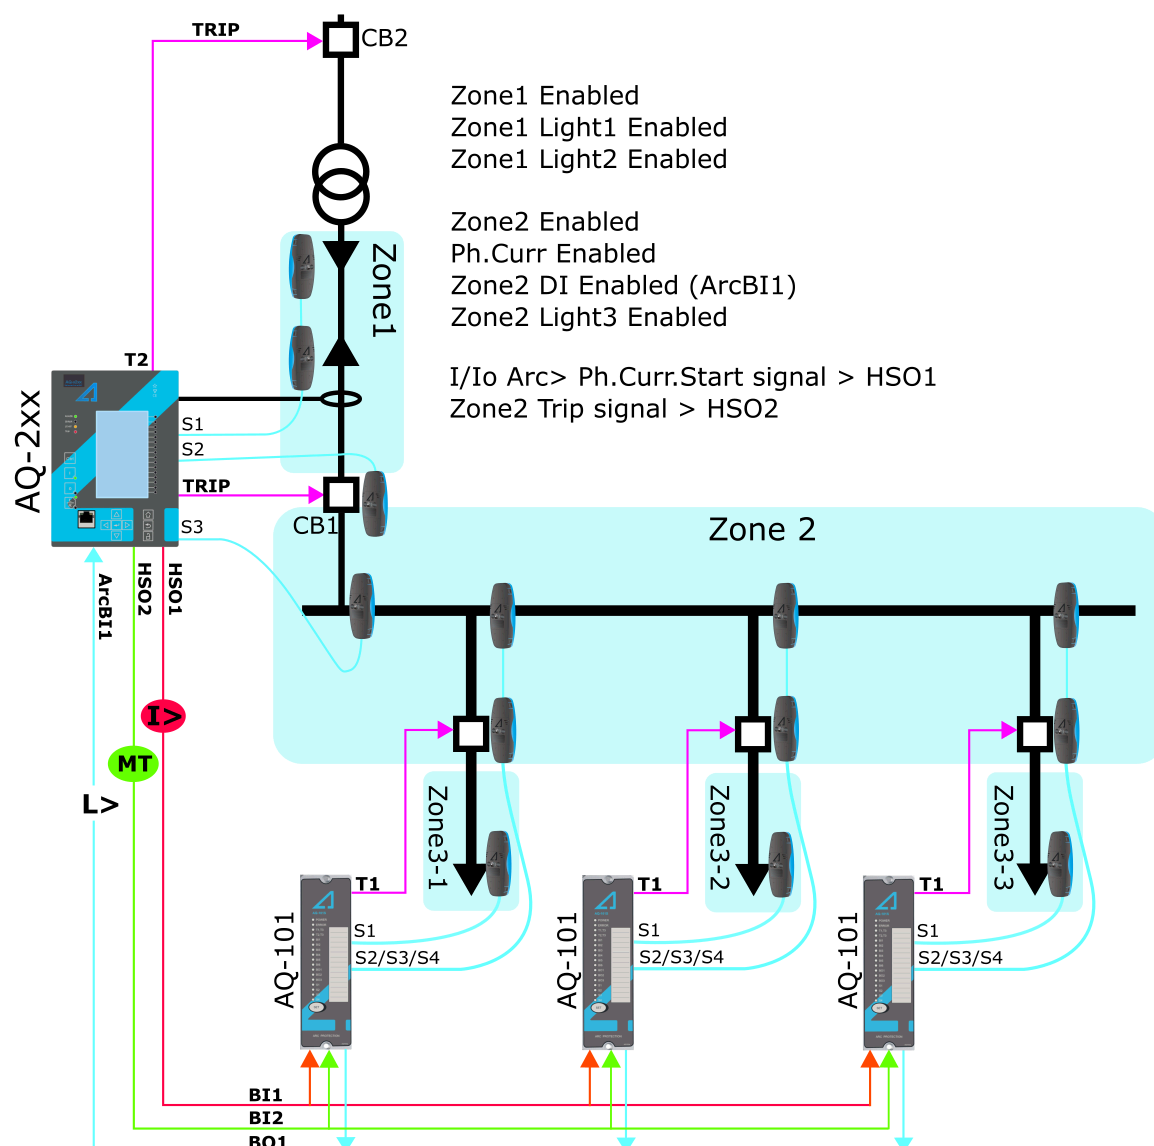 TRIP
CB2
Zone1 Enabled
Zone1 Light1 Enabled
Zone1 Light2 Enabled
Zone2 Enabled
Ph.Curr Enabled
Zone2 DI Enabled (ArcBI1)
Zone2 Light3 Enabled
I/Io Arc> Ph.Curr.Start signal > HSO1
Zone2 Trip signal > HSO2
Zone1
T2
AQ-2xx
S1
S2
TRIP
CB1
S3
Zone 2
ArcBI1
HSO2
HSO1
I>
MT
L>
Zone3-1
Zone3-2
Zone3-3
T1
T1
T1
AQ-101
S1
S2/S3/S4
AQ-101
S1
S2/S3/S4
AQ-101
S1
S2/S3/S4
BI1
BI2
BO1